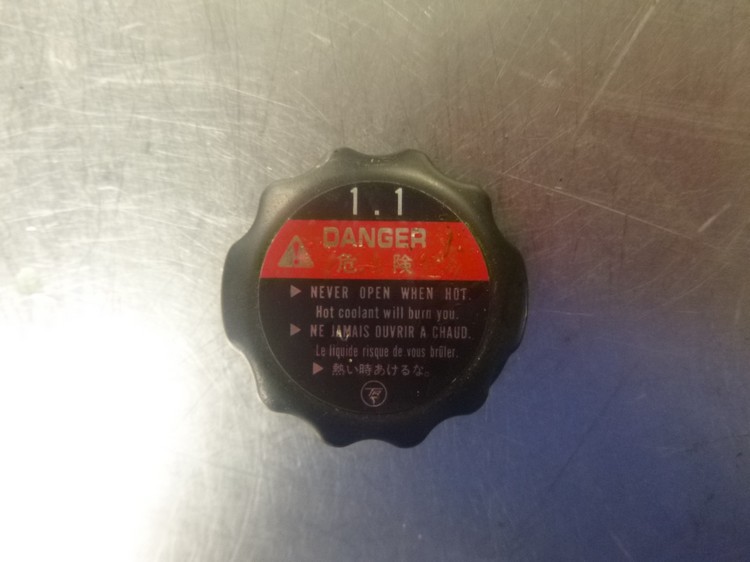 1.1
DANGER
危険
▶ NEVER OPEN WHEN HOT.
Hot coolant will burn you.
▶ NE JAMAIS OUVRIR A CHAUD.
Le liquide risque de vous brûler.
▶ 熱い時あけるな。